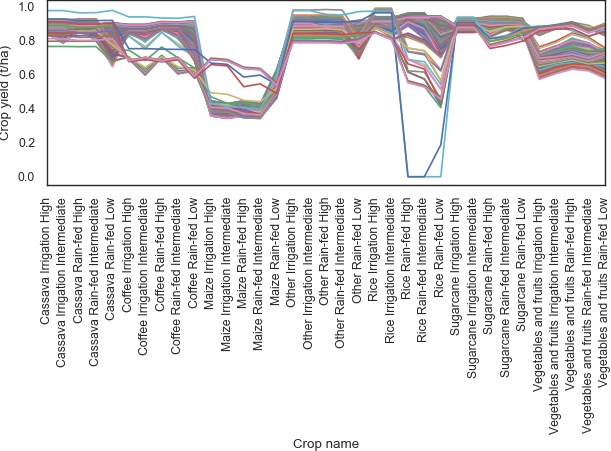 Crop yield (t/ha)
1.0
0.8
0.6
0.4
0.2
0.0
Cassava Irrigation High
Cassava Irrigation Intermediate
Cassava Rain-fed High
Cassava Rain-fed Intermediate
Cassava Rain-fed Low
Coffee Irrigation High
Coffee Irrigation Intermediate
Coffee Rain-fed High
Coffee Rain-fed Intermediate
Coffee Rain-fed Low
Maize Irrigation High
Maize Irrigation Intermediate
Maize Rain-fed High
Maize Rain-fed Intermediate
Maize Rain-fed Low
Other Irrigation High
Other Irrigation Intermediate
Other Rain-fed High
Other Rain-fed Intermediate
Other Rain-fed Low
Rice Irrigation High
Rice Irrigation Intermediate
Rice Rain-fed High
Rice Rain-fed Intermediate
Rice Rain-fed Low
Sugarcane Irrigation High
Sugarcane Irrigation Intermediate
Sugarcane Rain-fed High
Sugarcane Rain-fed Intermediate
Sugarcane Rain-fed Low
Vegetables and fruits Irrigation High
Vegetables and fruits Irrigation Intermediate
Vegetables and fruits Rain-fed High
Vegetables and fruits Rain-fed Intermediate
Vegetables and fruits Rain-fed Low
Crop name